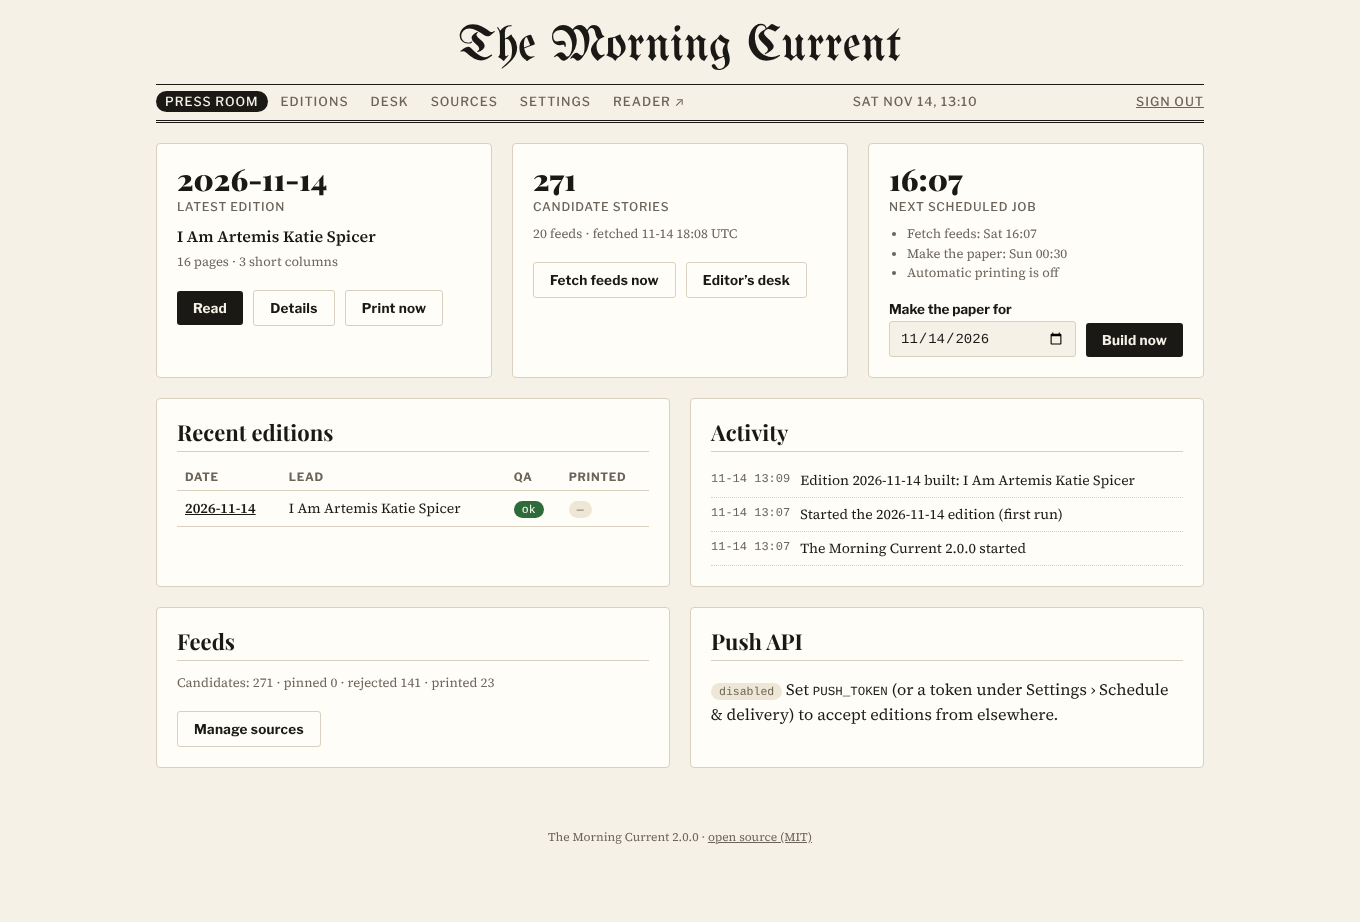 The Morning Current
PRESS ROOM EDITIONS DESK SOURCES SETTINGS READER ↗ SAT NOV 14, 13:10 SIGN OUT
2026-11-14
LATEST EDITION
I Am Artemis Katie Spicer
16 pages · 3 short columns
Read Details Print now
271
CANDIDATE STORIES
20 feeds · fetched 11-14 18:08 UTC
Fetch feeds now Editor’s desk
16:07
NEXT SCHEDULED JOB
• Fetch feeds: Sat 16:07
• Make the paper: Sun 00:30
• Automatic printing is off
Make the paper for
11/14/2026 Build now
Recent editions
DATE LEAD QA PRINTED
2026-11-14 I Am Artemis Katie Spicer ok —
Activity
11-14 13:09 Edition 2026-11-14 built: I Am Artemis Katie Spicer
11-14 13:07 Started the 2026-11-14 edition (first run)
11-14 13:07 The Morning Current 2.0.0 started
Feeds
Candidates: 271 · pinned 0 · rejected 141 · printed 23
Manage sources
Push API
disabled Set PUSH_TOKEN (or a token under Settings › Schedule
& delivery) to accept editions from elsewhere.
The Morning Current 2.0.0 · open source (MIT)